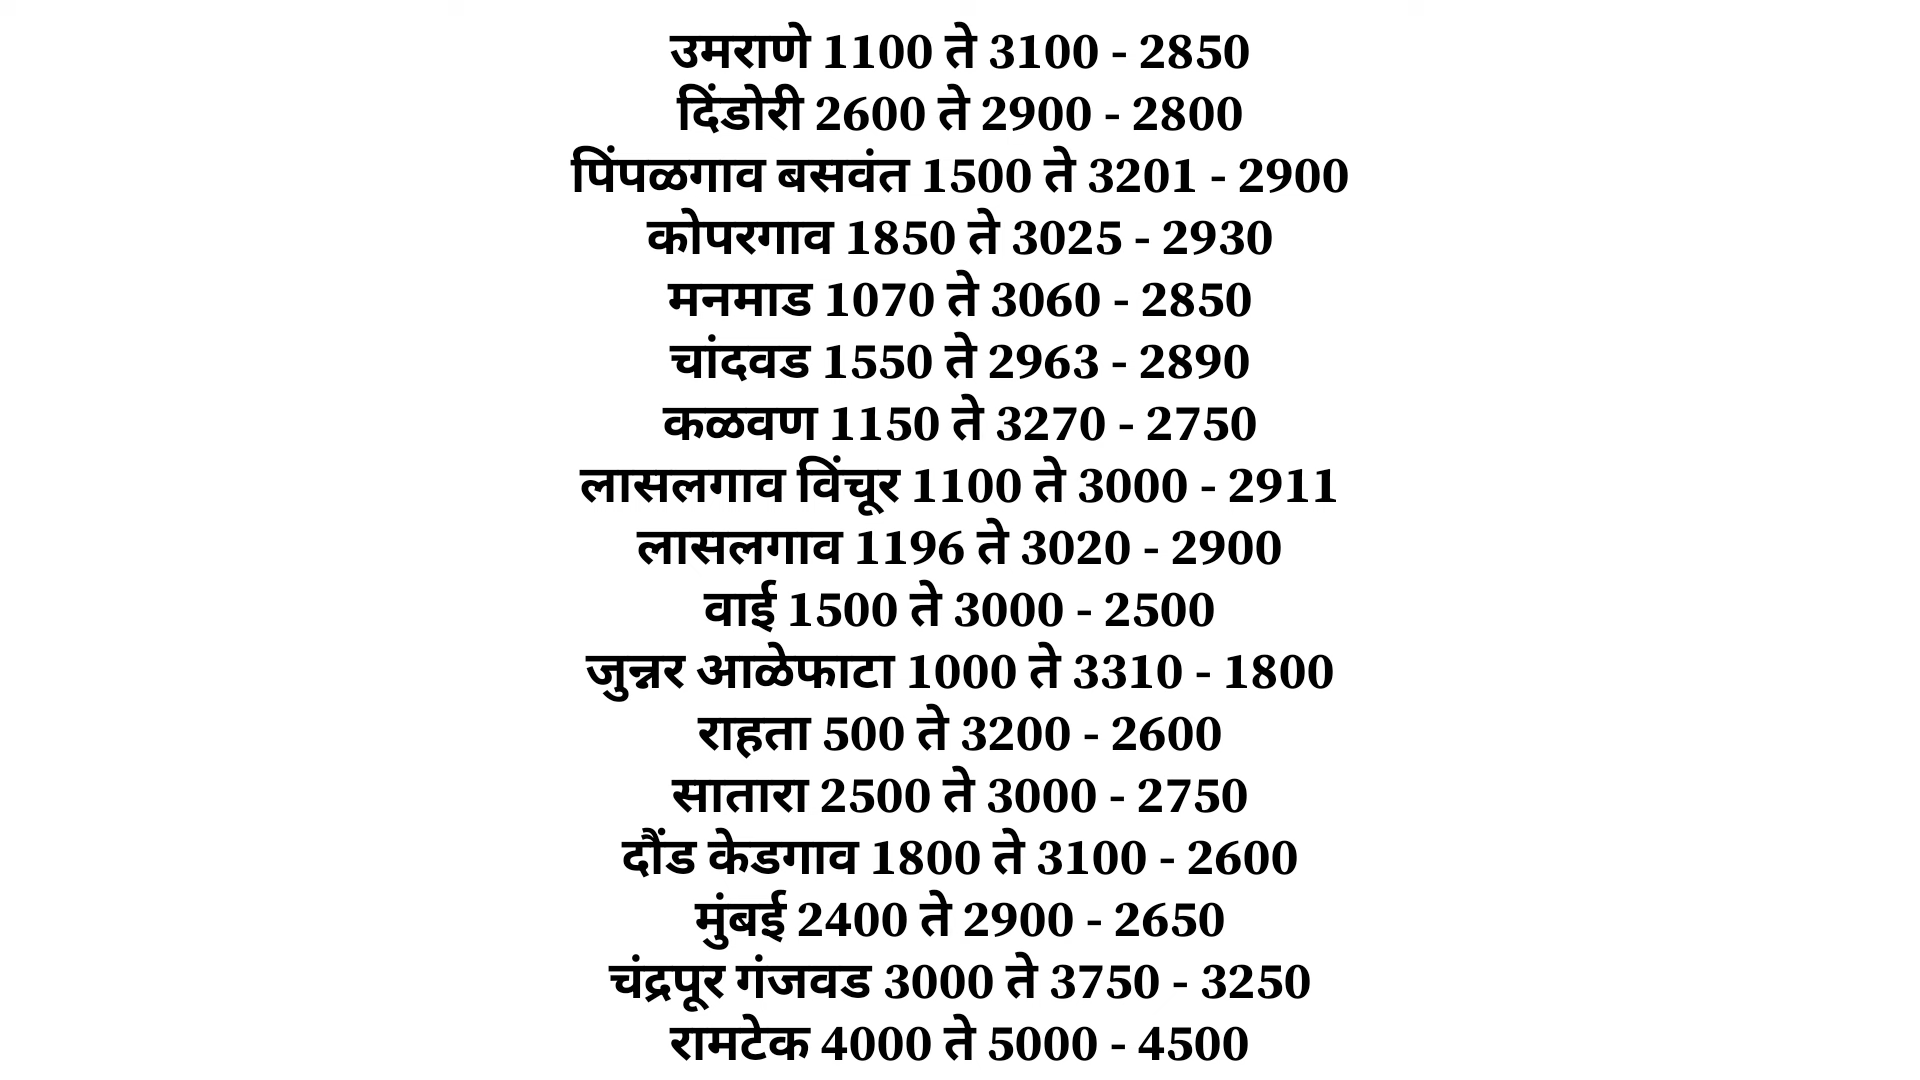 उमराणे 1100 ते 3100 - 2850
दिंडोरी 2600 ते 2900 - 2800
पिंपळगाव बसवंत 1500 ते 3201 - 2900
कोपरगाव 1850 ते 3025 - 2930
मनमाड 1070 ते 3060 - 2850
चांदवड 1550 ते 2963 - 2890
कळवण 1150 ते 3270 - 2750
लासलगाव विंचूर 1100 ते 3000 - 2911
लासलगाव 1196 ते 3020 - 2900
वाई 1500 ते 3000 - 2500
जुन्नर आळेफाटा 1000 ते 3310 - 1800
राहता 500 ते 3200 - 2600
सातारा 2500 ते 3000 - 2750
दौंड केडगाव 1800 ते 3100 - 2600
मुंबई 2400 ते 2900 - 2650
चंद्रपूर गंजवड 3000 ते 3750 - 3250
रामटेक 4000 ते 5000 - 4500